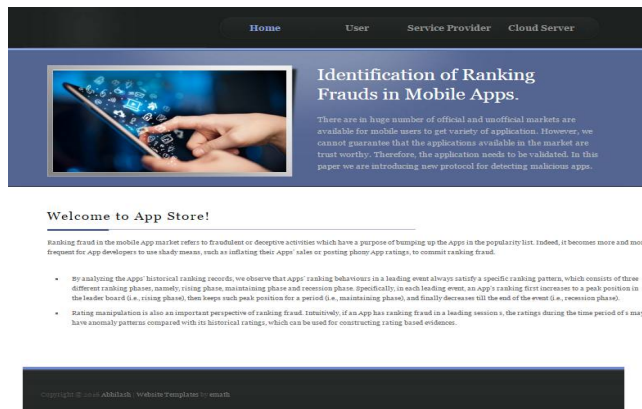 Home User Service Provider Cloud Server
Identification of Ranking
Frauds in Mobile Apps.
There are in huge number of official and unofficial markets are
available for mobile users to get variety of application. However, we
cannot guarantee that the applications available in the market are
trust worthy. Therefore, the application needs to be validated. In this
paper we are introducing new protocol for detecting malicious apps.
Welcome to App Store!
Ranking fraud in the mobile App market refers to fraudulent or deceptive activities which have a purpose of bumping up the Apps in the popularity list. Indeed, it becomes more and mo
frequent for App developers to use shady means, such as inflating their Apps' sales or posting phony App ratings, to commit ranking fraud.
By analyzing the Apps' historical ranking records, we observe that Apps' ranking behaviours in a leading event always satisfy a specific ranking pattern, which consists of three
different ranking phases, namely, rising phase, maintaining phase and recession phase. Specifically, in each leading event, an App's ranking first increases to a peak position in
the leader board (i.e., rising phase), then keeps such peak position for a period (i.e., maintaining phase), and finally decreases till the end of the event (i.e., recession phase).
Rating manipulation is also an important perspective of ranking fraud. Intuitively, if an App has ranking fraud in a leading session s, the ratings during the time period of s may
have anomaly patterns compared with its historical ratings, which can be used for constructing rating based evidences.
Copyright © Abhilash | Website Templates by